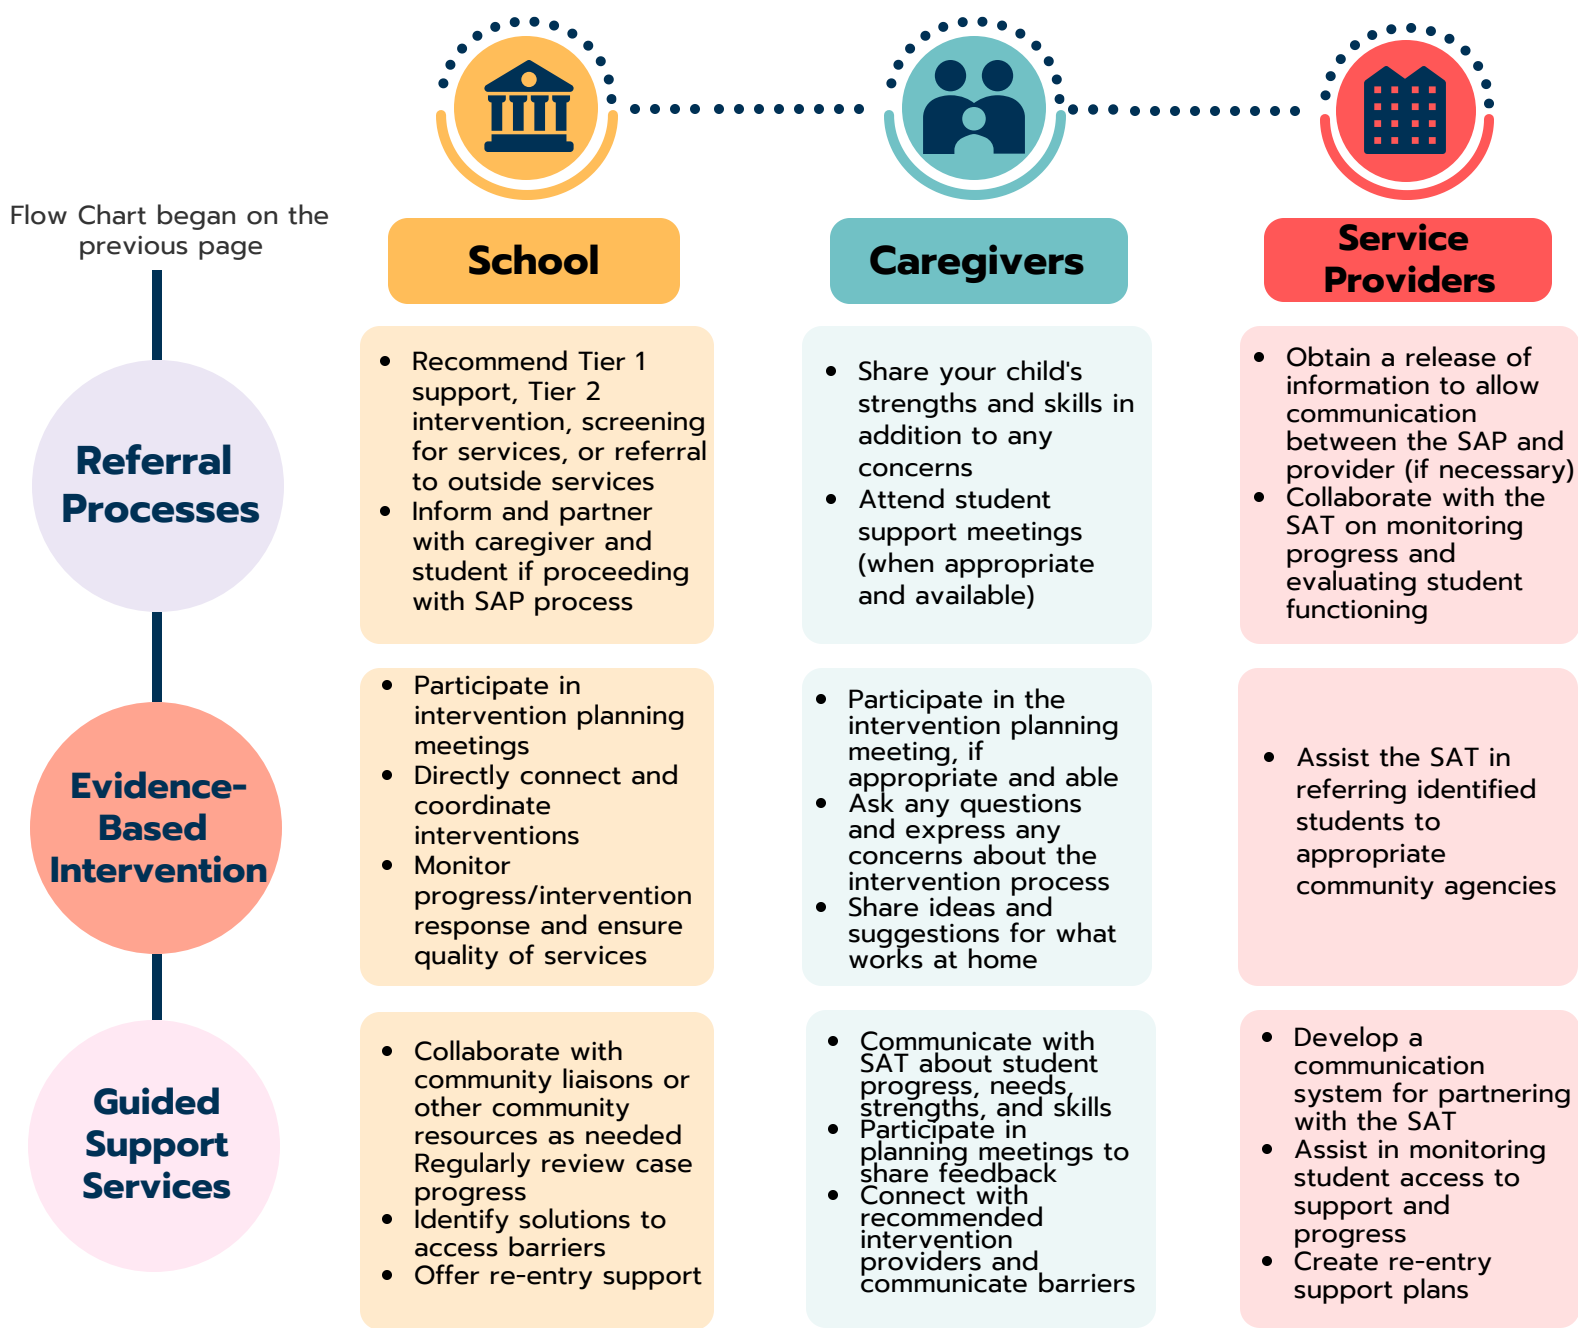 Flow Chart began on the
previous page
School
Caregivers
Service
Providers
Referral
Processes
• Recommend Tier 1
support, Tier 2
intervention, screening
for services, or referral
to outside services
• Inform and partner
with caregiver and
student if proceeding
with SAP process
• Share your child's
strengths and skills in
addition to any
concerns
• Attend student
support meetings
(when appropriate
and available)
• Obtain a release of
information to allow
communication
between the SAP and
provider (if necessary)
• Collaborate with the
SAT on monitoring
progress and
evaluating student
functioning
Evidence-
Based
Intervention
• Participate in
intervention planning
meetings
• Directly connect and
coordinate
interventions
• Monitor
progress/intervention
response and ensure
quality of services
• Participate in the
intervention planning
meeting, if
appropriate and able
• Ask any questions
and express any
concerns about the
intervention process
• Share ideas and
suggestions for what
works at home
• Assist the SAT in
referring identified
students to
appropriate
community agencies
Guided
Support
Services
• Collaborate with
community liaisons or
other community
resources as needed
Regularly review case
progress
• Identify solutions to
access barriers
• Offer re-entry support
• Communicate with
SAT about student
progress, needs,
strengths, and skills
• Participate in
planning meetings to
share feedback
• Connect with
recommended
intervention
providers and
communicate barriers
• Develop a
communication
system for partnering
with the SAT
• Assist in monitoring
student access to
support and
progress
• Create re-entry
support plans